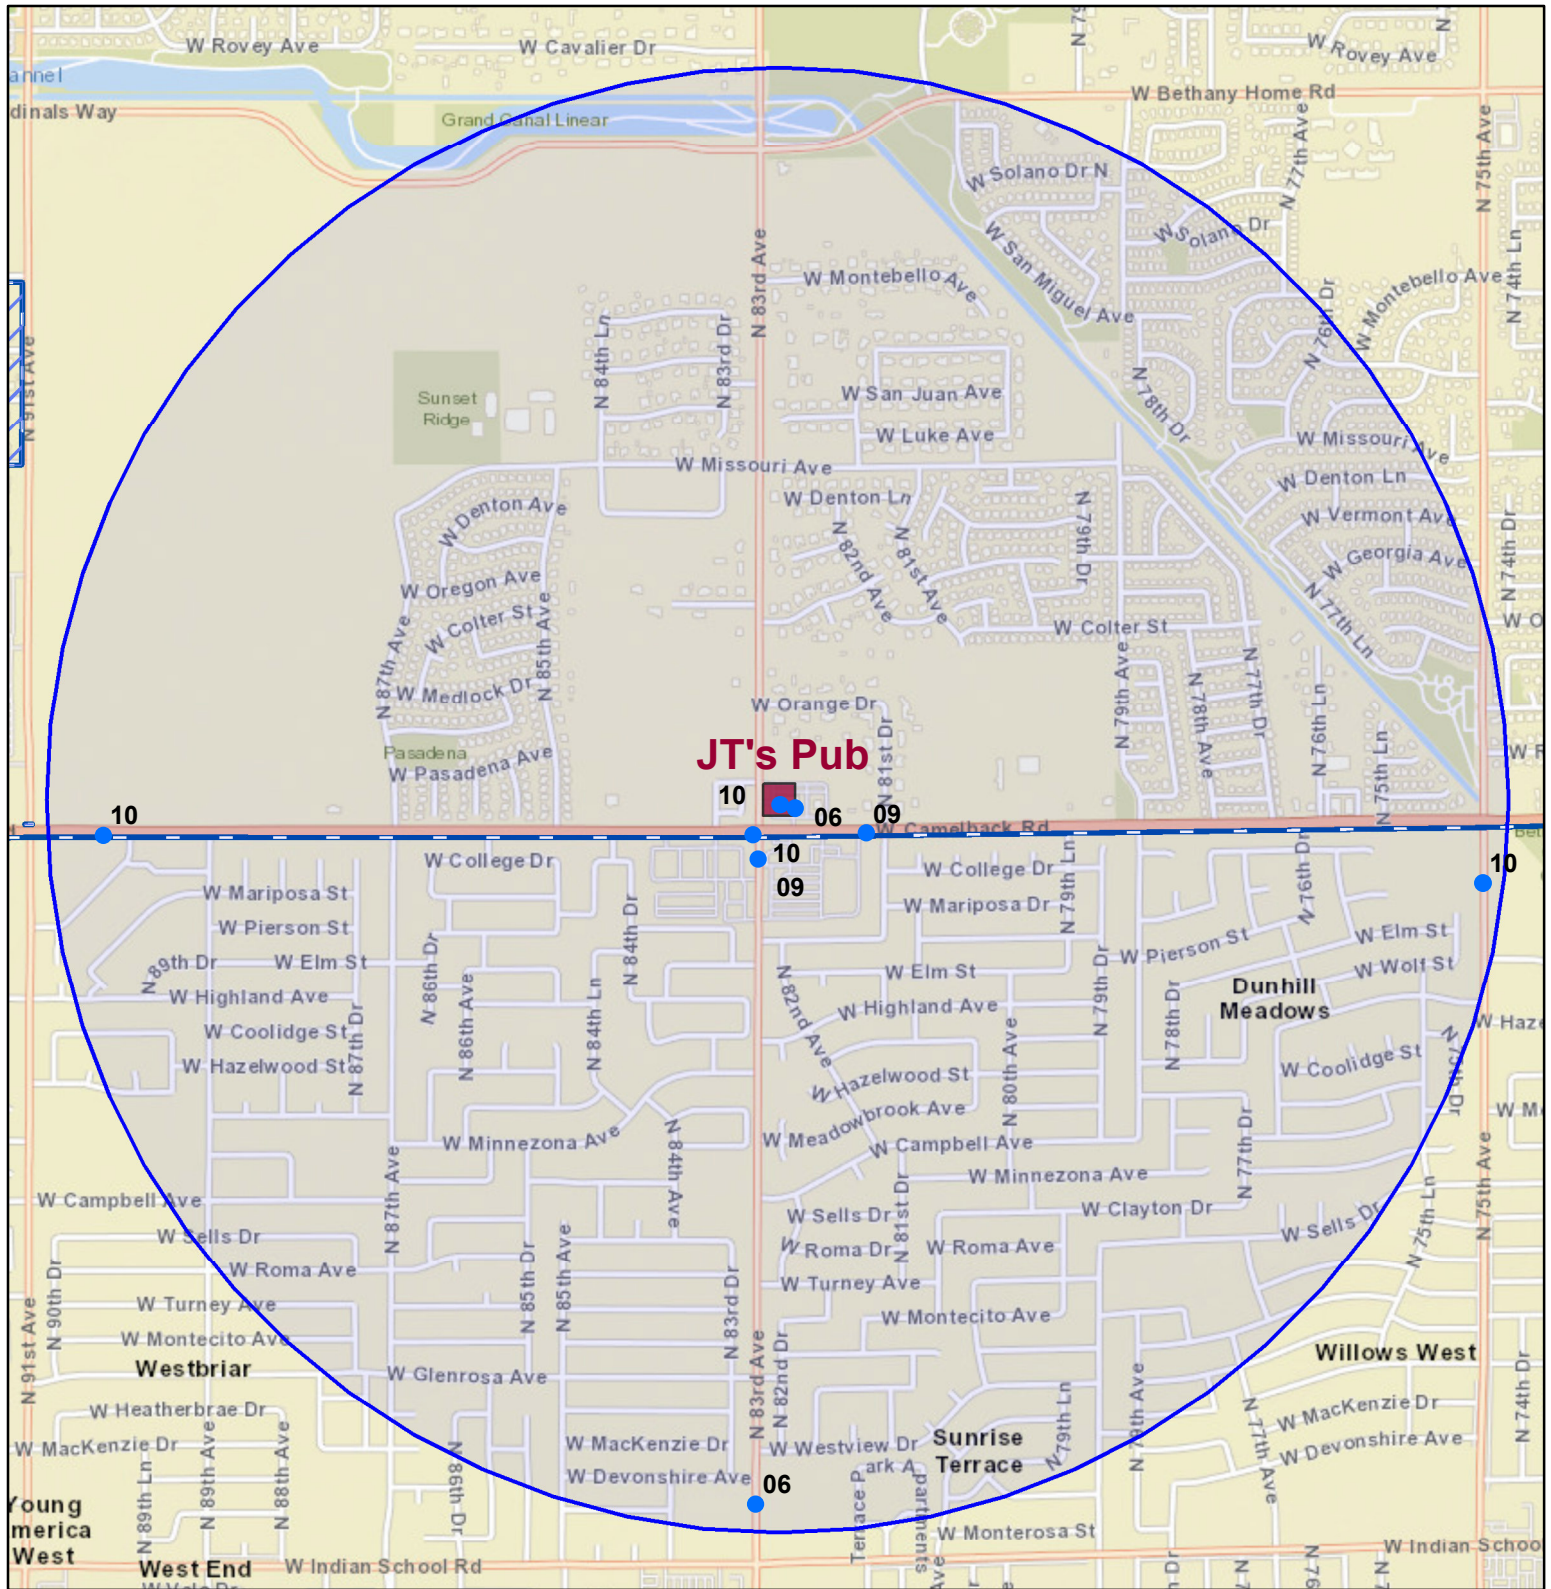 W Rovey Ave
W Cavalier Dr
W Rovey Ave
annel
dinals Way
Grand Canal Linear
W Bethany Home Rd
N 75th Ave
N 77th Ave
W Solano Dr N
W Solano Dr
W San Miguel Ave
N 83rd Ave
W Montebello Ave
W Montebello Ave
N 74th Ln
N 76th Dr
N 91st Ave
N 84th Ln
N 83rd Dr
Sunset
Ridge
W San Juan Ave
N 78th Dr
W Luke Ave
W Missouri Ave
W Missouri Ave
W Denton Ave
W Denton Ln
W Denton Ln
N 82nd Ave
N 81st Ave
N 79th Dr
W Vermont Ave
W Georgia Ave
N 74th Dr
W Oregon Ave
W Colter St
W Colter St
N 77th Ln
N 87th Ave
N 85th Ave
W Medlock Dr
N 79th Ave
N 78th Ave
N 77th Dr
N 76th Ln
N 75th Ln
W Orange Dr
N 81st Dr
Pasadena
W Pasadena Ave
JT's Pub
10
10
06
09
W Camelback Rd
10
09
10
W College Dr
W College Dr
N 79th Ln
N 76th Dr
W Mariposa St
W Mariposa Dr
W Pierson St
W Pierson St
W Elm St
N 89th Dr
W Elm St
N 86th Dr
N 84th Dr
W Elm St
W Wolf St
W Highland Ave
W Highland Ave
N 82nd Ave
N 79th Dr
N 78th Dr
Dunhill
Meadows
W Haze
W Coolidge St
W Coolidge St
N 87th Dr
N 86th Ave
N 84th Ln
N 80th Ave
N 75th Dr
W Hazelwood St
W Hazelwood St
W Meadowbrook Ave
W Minnezona Ave
W Campbell Ave
W Minnezona Ave
N 84th Ave
N 87th Ave
N 77th Dr
N 75th Ave
N 75th Ln
W Campbell Ave
W Sells Dr
W Sells Dr
N 81st Dr
W Clayton Dr
W Sells Dr
W Roma Ave
W Roma Dr
W Roma Ave
N 90th Dr
N 85th Dr
N 85th Ave
N 83rd Dr
W Turney Ave
W Turney Ave
W Montecito Ave
W Montecito Ave
N 91st Ave
Westbriar
W Glenrosa Ave
N 83rd Ave
N 82nd Dr
Willows West
N 74th Dr
W Heatherbrae Dr
N 79th Ln
N 79th Ave
N 77th Ave
W MacKenzie Dr
W MacKenzie Dr
W MacKenzie Dr
W Westview Dr
Sunrise
Terrace
W Devonshire Ave
W Devonshire Ave
N 89th Ln
N 89th Ave
N 88th Ave
N 86th Dr
06
Terrace Park Apartments
Young
merica
West
W Monterosa St
West End
W Indian School Rd
W Indian Schoo